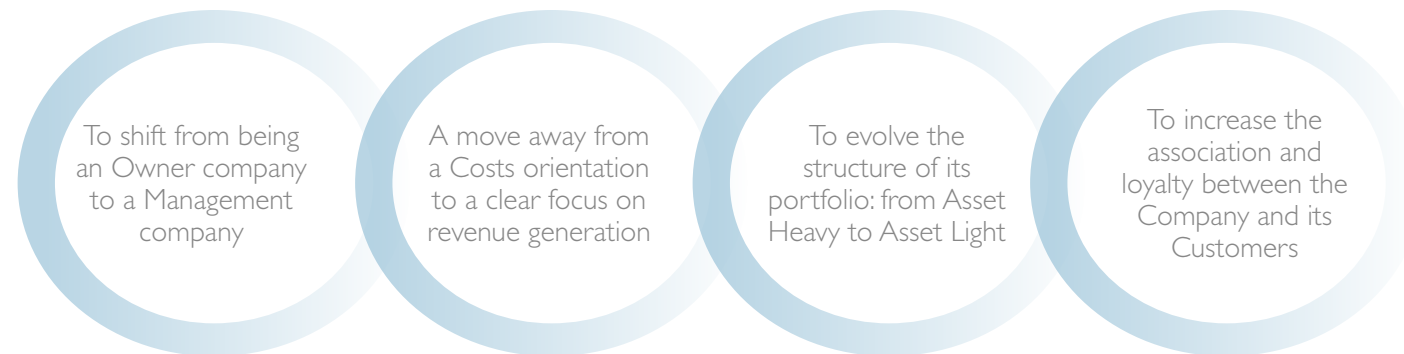 To shift from being
an Owner company
to a Management
company
A move away from
a Costs orientation
to a clear focus on
revenue generation
To evolve the
structure of its
portfolio: from Asset
Heavy to Asset Light
To increase the
association and
loyalty between the
Company and its
Customers